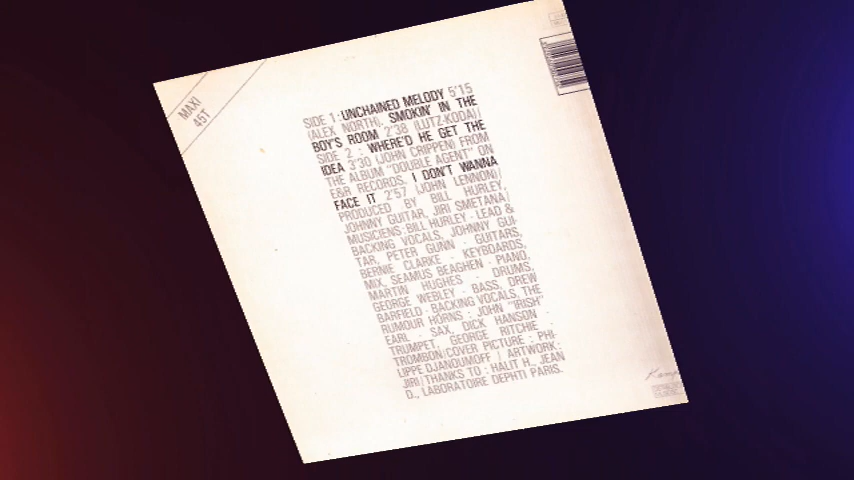 MAXI
45T
SIDE 1 : UNCHAINED MELODY 5'15
(ALEX NORTH). SMOKIN' IN THE
BOY'S ROOM 2'38 (LUTZ-KODA)/
SIDE 2 : WHERE'D HE GET THE
IDEA 3'30 (JOHN CRIPPEN) FROM
THE ALBUM "DOUBLE AGENT" ON
E&R RECORDS. I DON'T WANNA
FACE IT 2'57 (JOHN LENNON)/
PRODUCED BY BILL HURLEY,
JOHNNY GUITAR, JIRI SMETANA/
MUSICIENS : BILL HURLEY - LEAD &
BACKING VOCALS, JOHNNY GUI-
TAR, PETER GUNN - GUITARS,
BERNIE CLARKE - KEYBOARDS,
MIX, SEAMUS BEAGHEN - PIANO,
MARTIN HUGHES - DRUMS,
GEORGE WEBLEY - BASS, DREW
BARFIELD - BACKING VOCALS, THE
RUMOUR HORNS : JOHN "IRISH"
EARL - SAX, DICK HANSON -
TRUMPET, GEORGE RITCHIE -
TROMBON/COVER PICTURE : PHI-
LIPPE DJANOUMOFF / ARTWORK :
JIRI/THANKS TO : HALIT H., JEAN
D., LABORATOIRE DEPHTI PARIS.